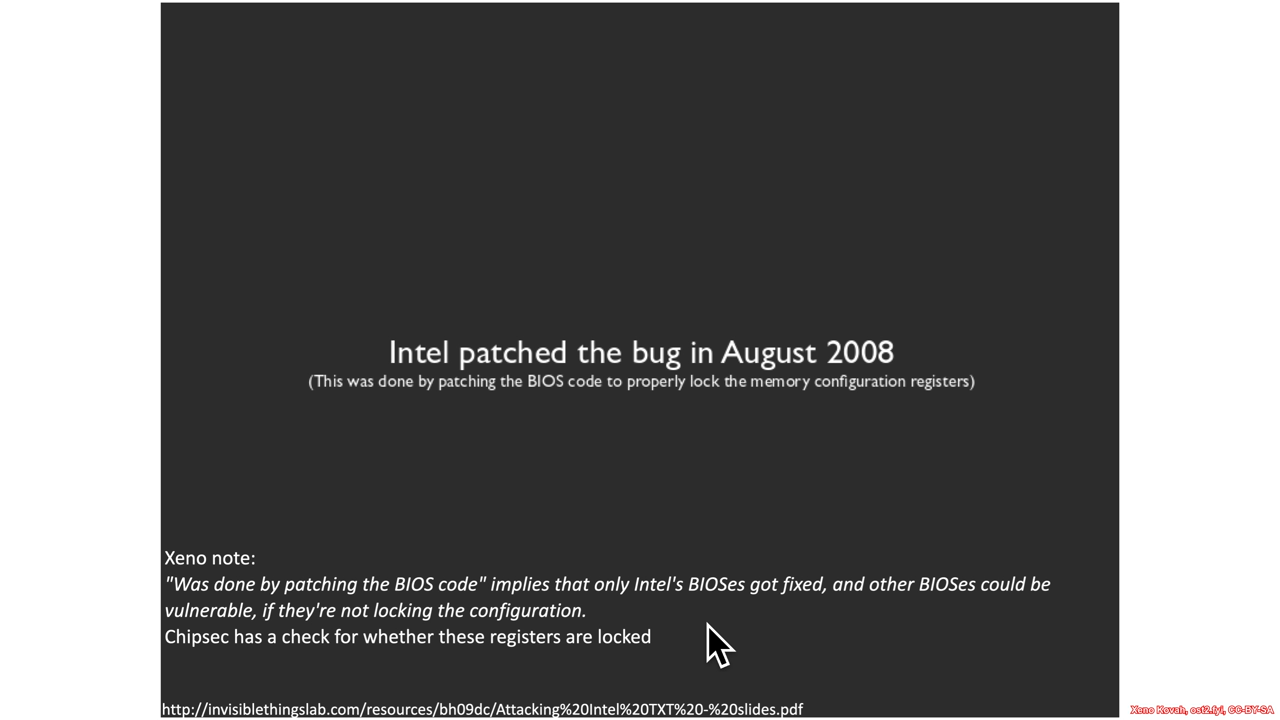 Intel patched the bug in August 2008
(This was done by patching the BIOS code to properly lock the memory configuration registers)
Xeno note:
"Was done by patching the BIOS code" implies that only Intel's BIOSes got fixed, and other BIOSes could be
vulnerable, if they're not locking the configuration.
Chipsec has a check for whether these registers are locked
http://invisiblethingslab.com/resources/bh09dc/Attacking%20Intel%20TXT%20-%20slides.pdf
Xeno Kovah, ost2.fyi, CC-BY-SA